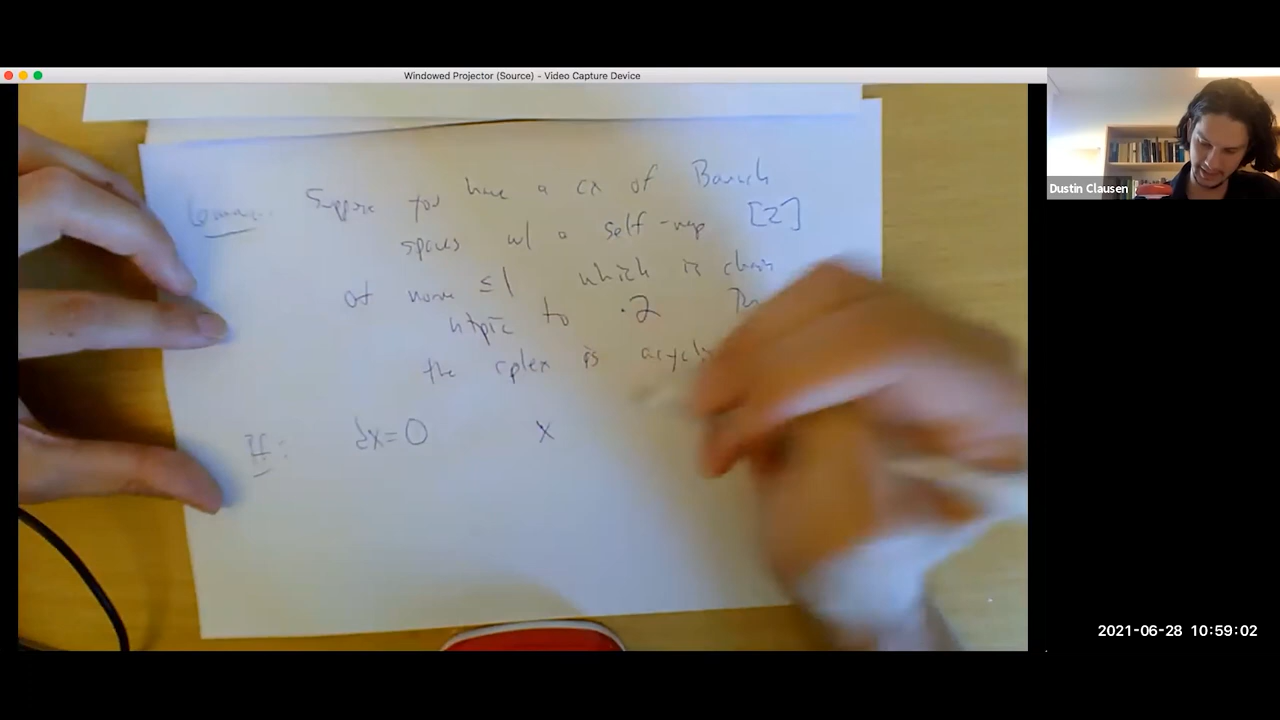 Windowed Projector (Source) - Video Capture Device
Suppose you have a cx of Banach
spaces w/ a self-map [2]
of norm ≤1 which is chain
htpic to ·2
the cplex is
Pf: dx=0 x
Dustin Clausen
2021-06-28 10:59:02